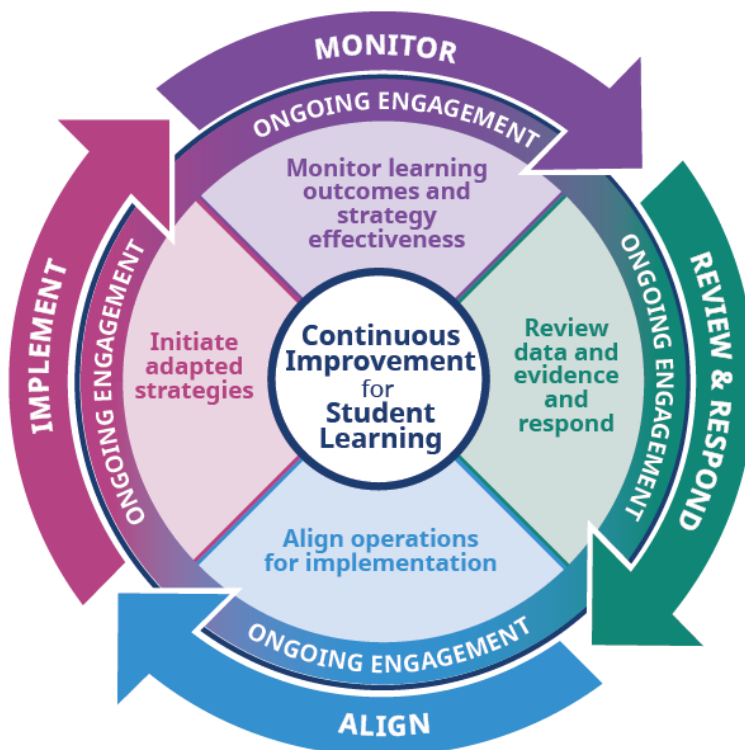 MONITOR
ONGOING ENGAGEMENT
Monitor learning
outcomes and
strategy
effectiveness
REVIEW & RESPOND
ONGOING ENGAGEMENT
Review
data and
evidence
and
respond
ALIGN
ONGOING ENGAGEMENT
Align operations
for implementation
IMPLEMENT
ONGOING ENGAGEMENT
Initiate
adapted
strategies
Continuous
Improvement
for
Student
Learning